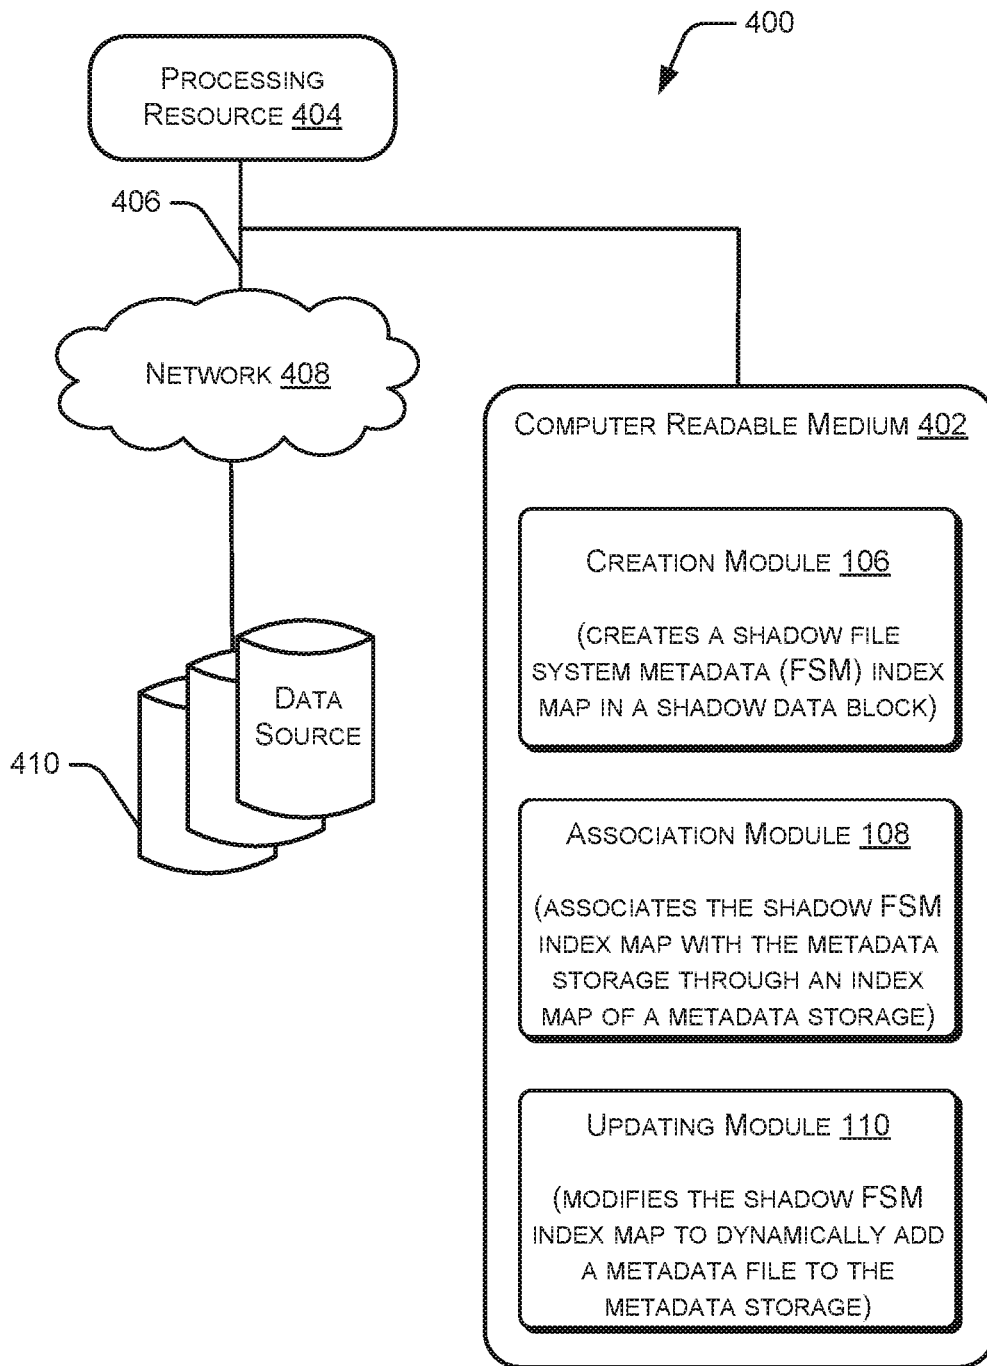 400
PROCESSING
RESOURCE 404
406
NETWORK 408
DATA
SOURCE
410
COMPUTER READABLE MEDIUM 402
CREATION MODULE 106
(CREATES A SHADOW FILE
SYSTEM METADATA (FSM) INDEX
MAP IN A SHADOW DATA BLOCK)
ASSOCIATION MODULE 108
(ASSOCIATES THE SHADOW FSM
INDEX MAP WITH THE METADATA
STORAGE THROUGH AN INDEX
MAP OF A METADATA STORAGE)
UPDATING MODULE 110
(MODIFIES THE SHADOW FSM
INDEX MAP TO DYNAMICALLY ADD
A METADATA FILE TO THE
METADATA STORAGE)